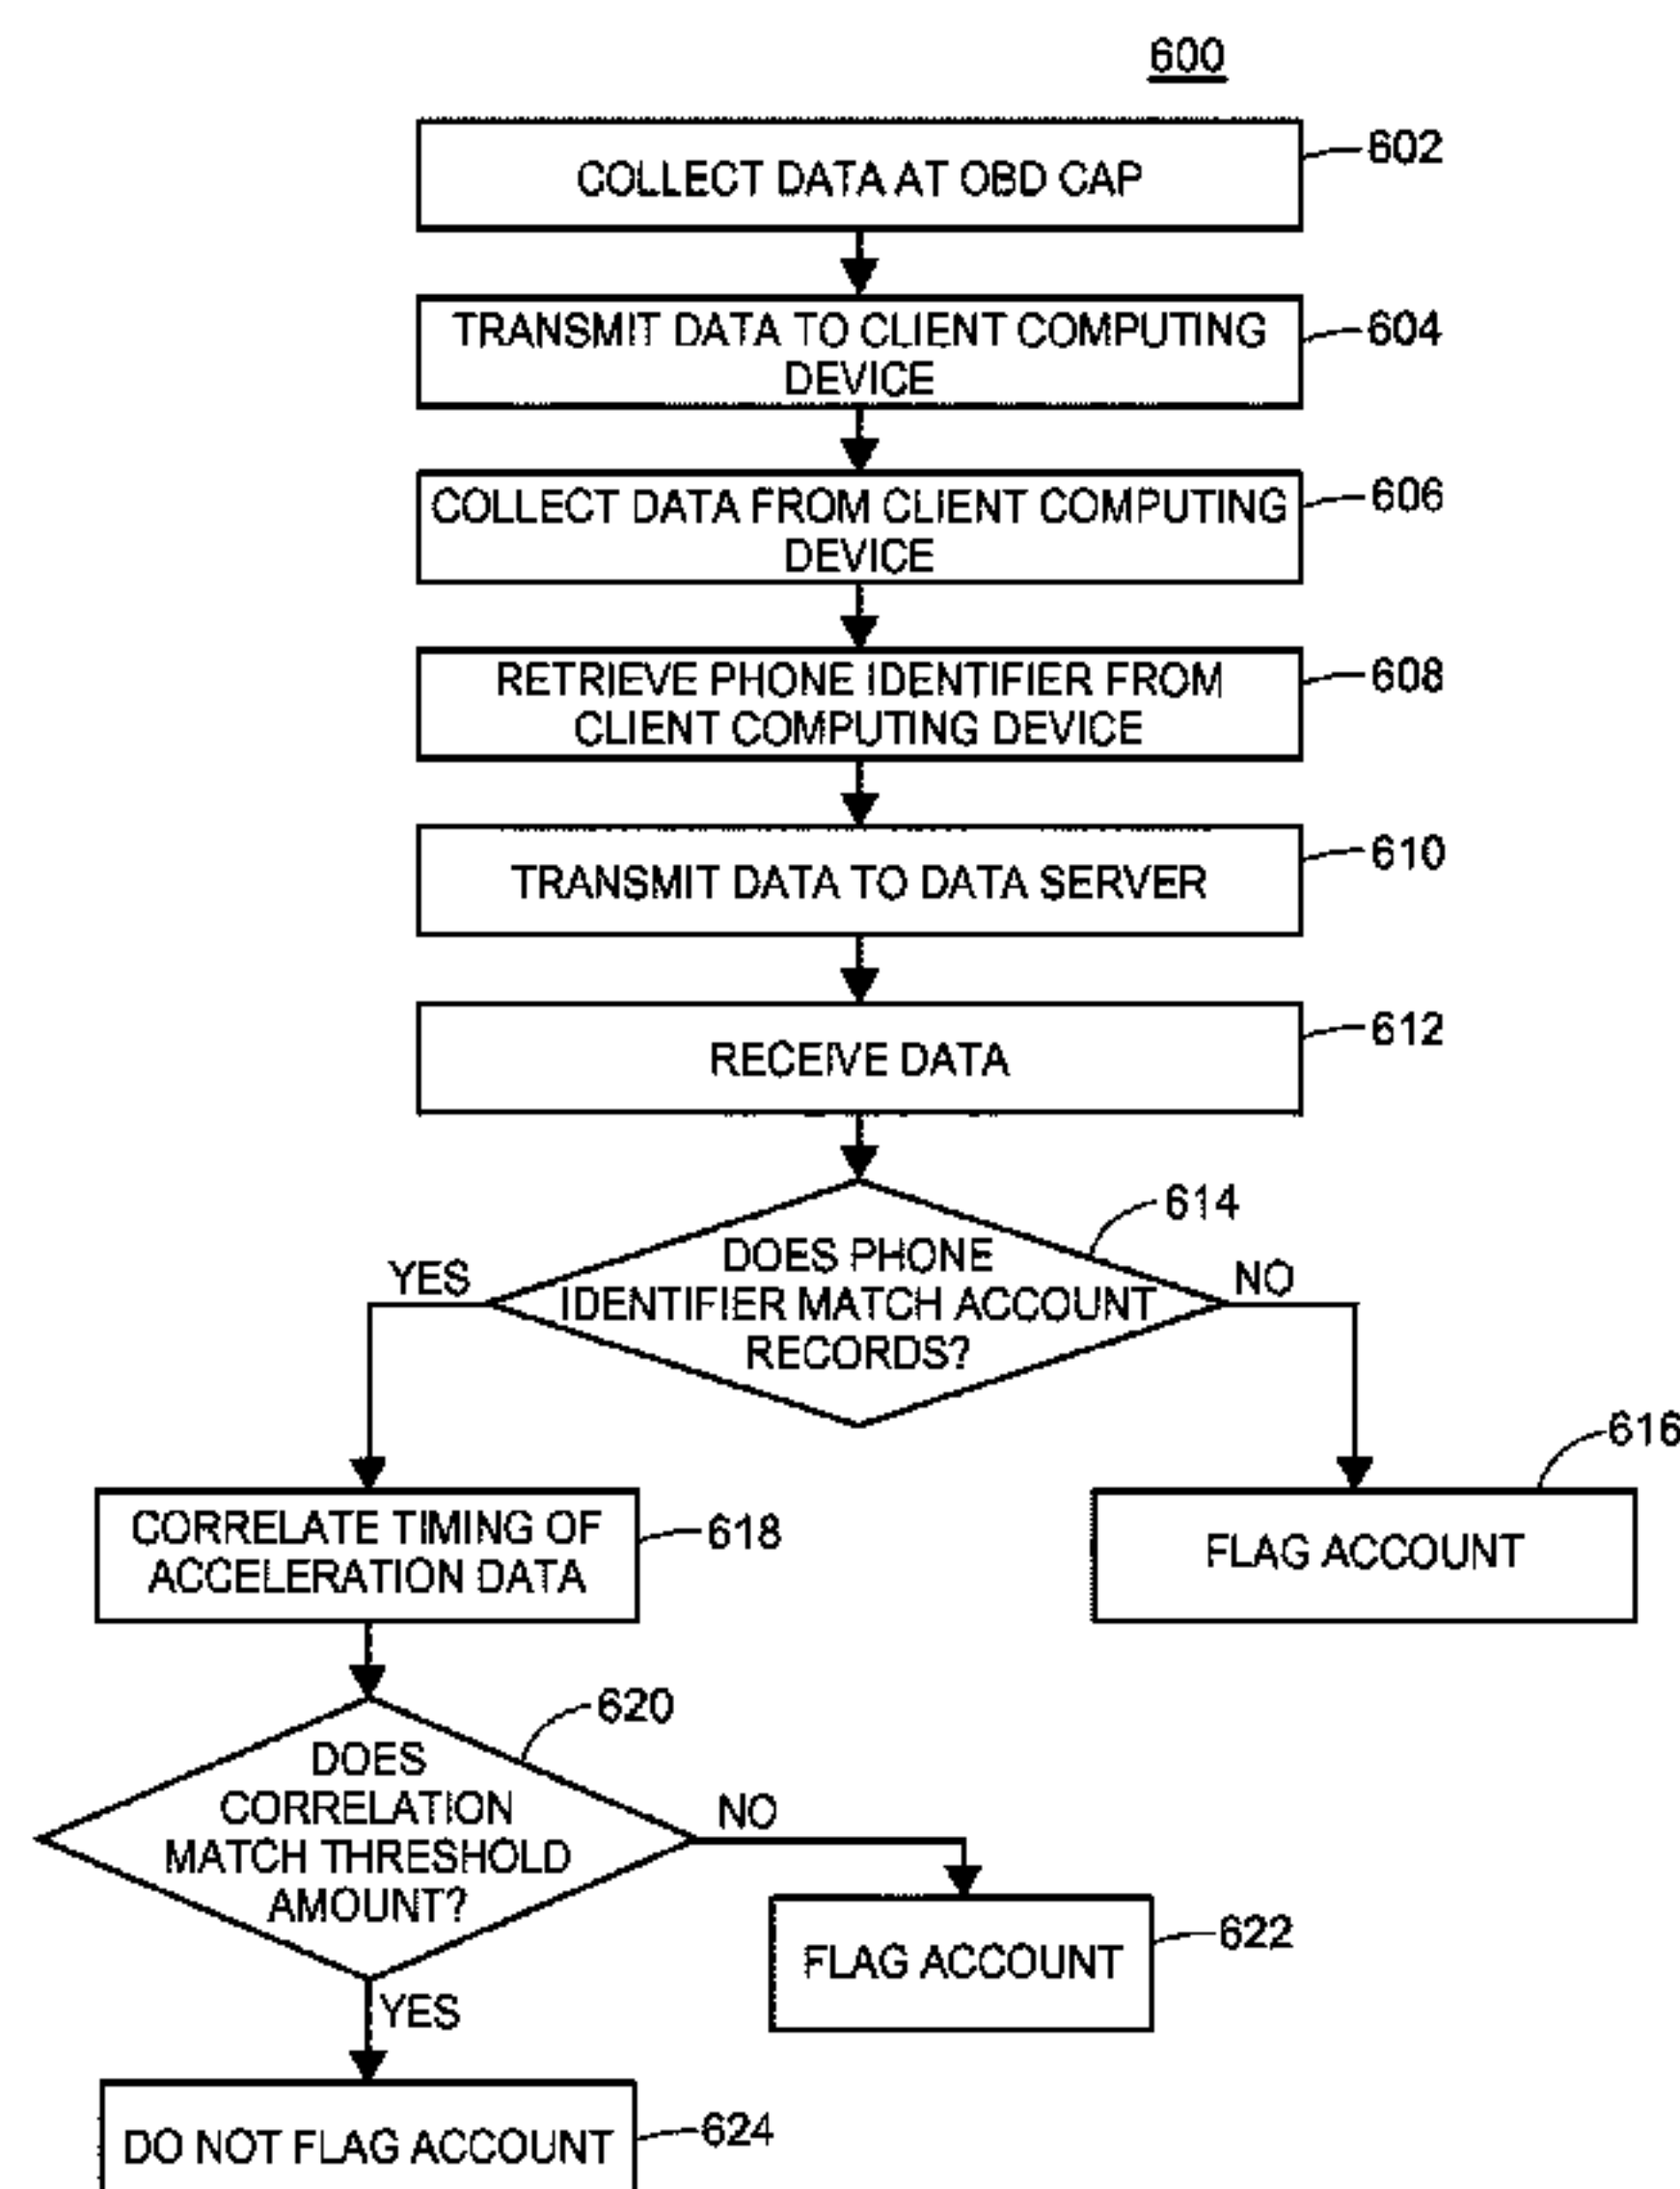 600
COLLECT DATA AT OBD CAP
602
TRANSMIT DATA TO CLIENT COMPUTING
DEVICE
604
COLLECT DATA FROM CLIENT COMPUTING
DEVICE
606
RETRIEVE PHONE IDENTIFIER FROM
CLIENT COMPUTING DEVICE
608
TRANSMIT DATA TO DATA SERVER
610
RECEIVE DATA
612
DOES PHONE
IDENTIFIER MATCH ACCOUNT
RECORDS?
614
YES
NO
CORRELATE TIMING OF
ACCELERATION DATA
618
FLAG ACCOUNT
616
DOES
CORRELATION
MATCH THRESHOLD
AMOUNT?
620
NO
FLAG ACCOUNT
622
YES
DO NOT FLAG ACCOUNT
624